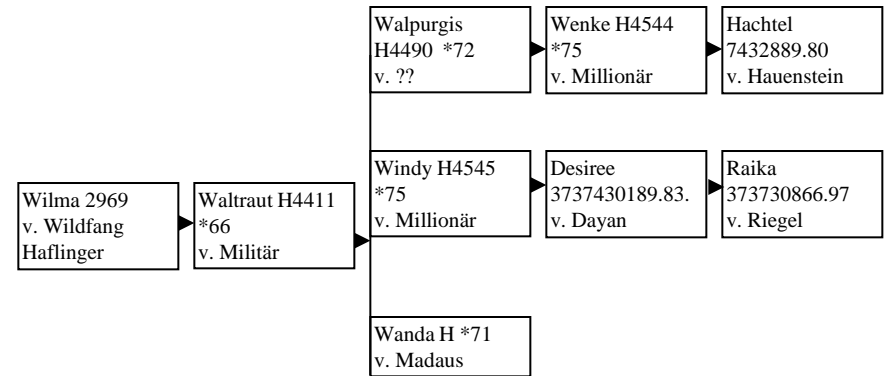 Walpurgis
H4490 *72
v. ??
Wenke H4544
*75
v. Millionär
Hachtel
7432889.80
v. Hauenstein
Wilma 2969
v. Wildfang
Haflinger
Waltraut H4411
*66
v. Militär
Windy H4545
*75
v. Millionär
Desiree
3737430189.83.
v. Dayan
Raika
373730866.97
v. Riegel
Wanda H *71
v. Madaus